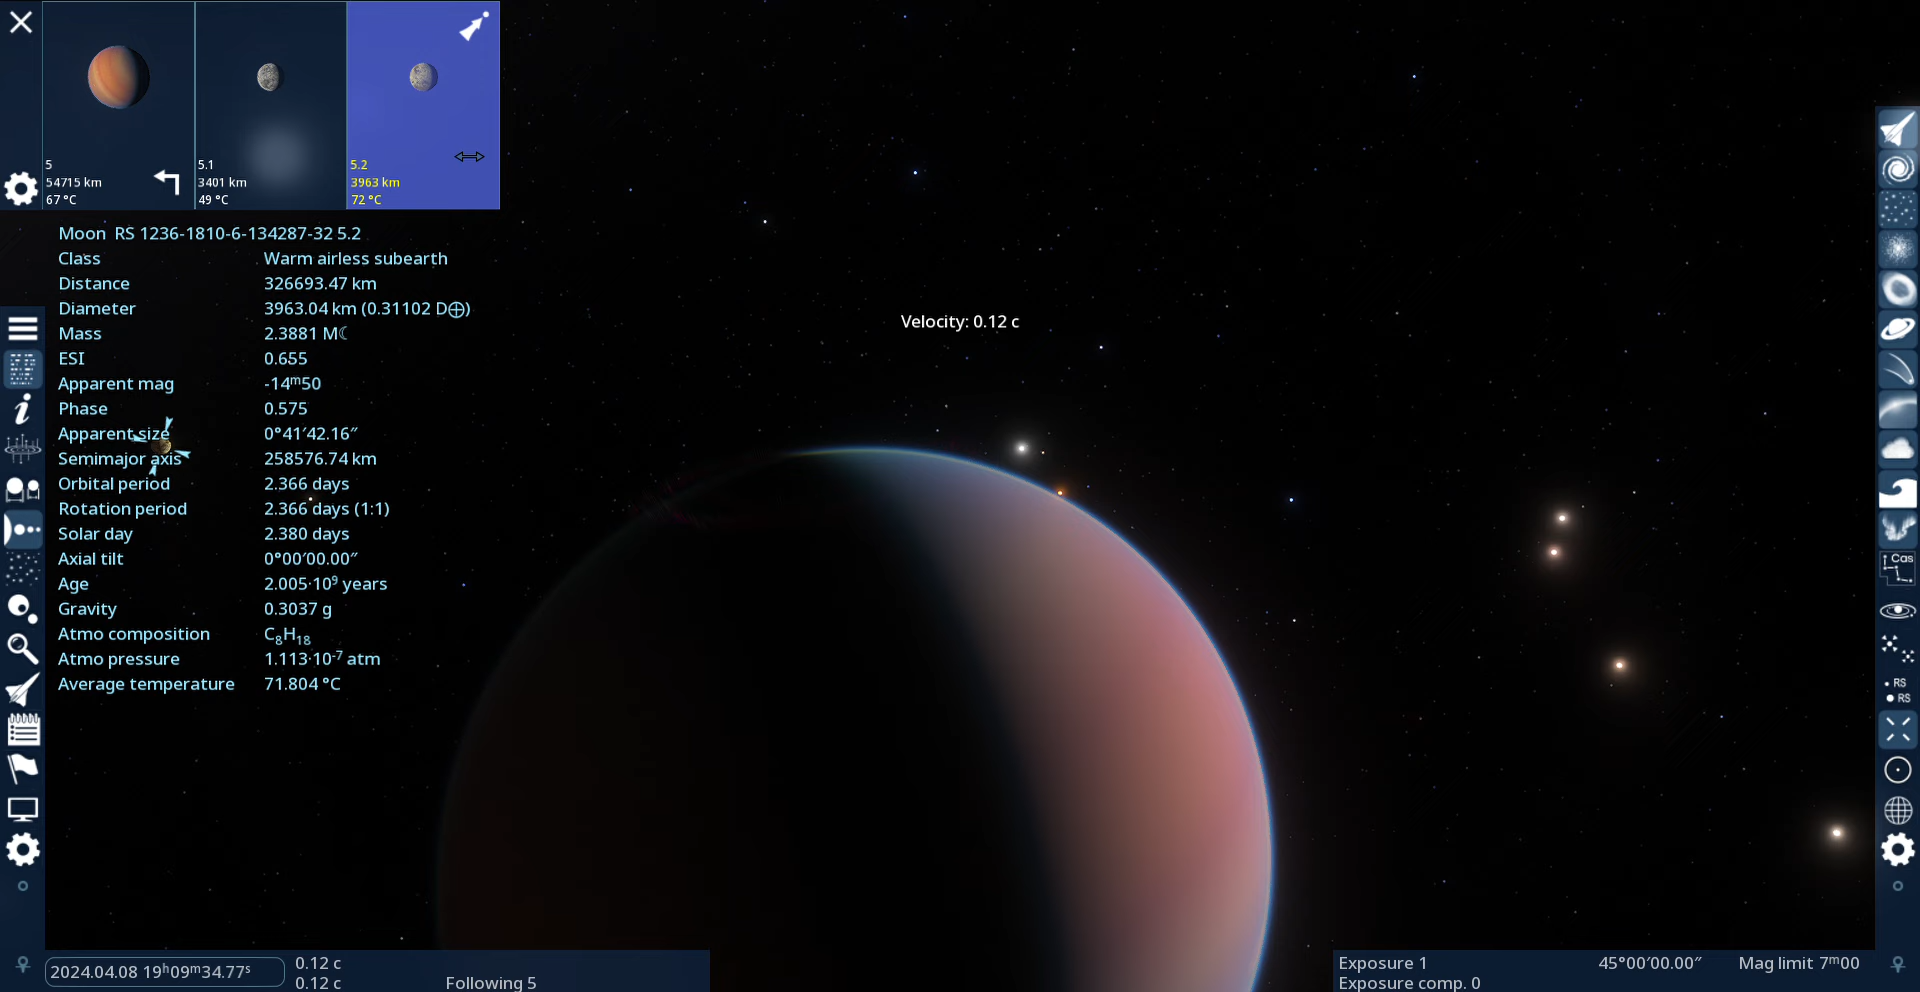 5
54715 km
67 °C
5.1
3401 km
49 °C
5.2
3963 km
72 °C
Moon RS 1236-1810-6-134287-32 5.2
Class Warm airless subearth
Distance 326693.47 km
Diameter 3963.04 km (0.31102 D⊕)
Mass 2.3881 M☾
ESI 0.655
Apparent mag -14ᵐ50
Phase 0.575
Apparent size 0°41′42.16″
Semimajor axis 258576.74 km
Orbital period 2.366 days
Rotation period 2.366 days (1:1)
Solar day 2.380 days
Axial tilt 0°00′00.00″
Age 2.005·10⁹ years
Gravity 0.3037 g
Atmo composition C₈H₁₈
Atmo pressure 1.113·10⁻⁷ atm
Average temperature 71.804 °C
Velocity: 0.12 c
Cas
RS
RS
2024.04.08 19ʰ09ᵐ34.77ˢ
0.12 c
0.12 c
Following 5
Exposure 1 45°00′00.00″ Mag limit 7ᵐ00
Exposure comp. 0